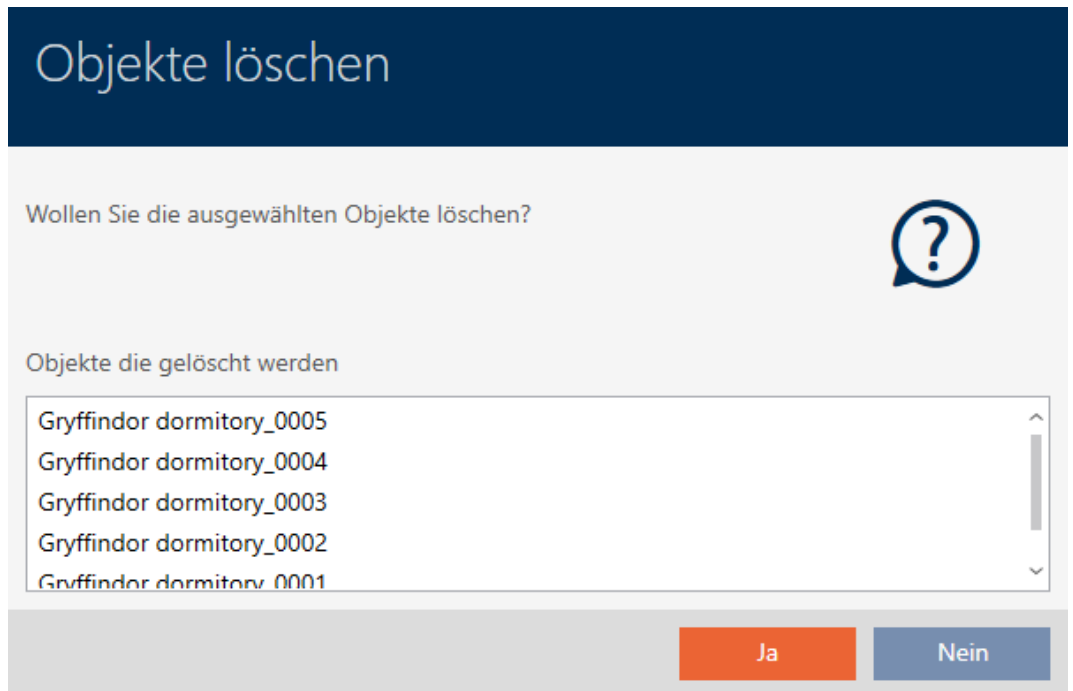 Objekte löschen
Wollen Sie die ausgewählten Objekte löschen?
?
Objekte die gelöscht werden
Gryffindor dormitory_0005
Gryffindor dormitory_0004
Gryffindor dormitory_0003
Gryffindor dormitory_0002
Gryffindor dormitory_0001
Ja
Nein